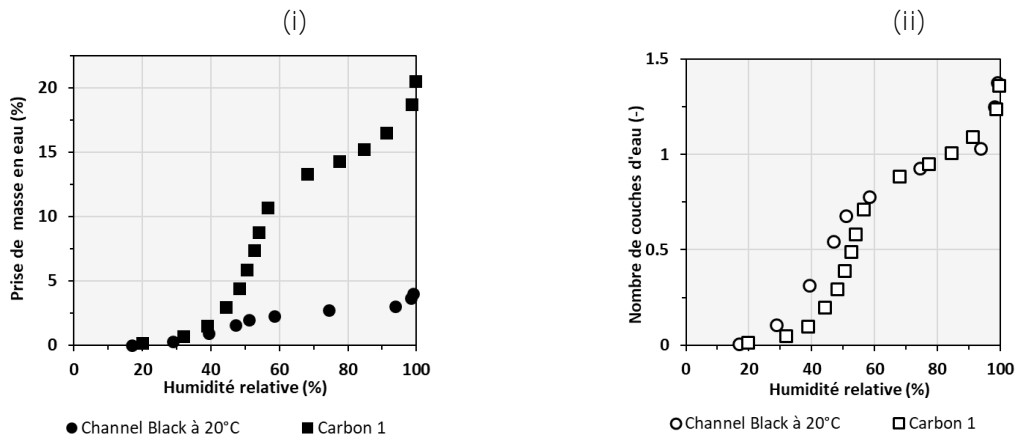 (i)
Prise de masse en eau (%)
20
15
10
5
0
0 20 40 60 80 100
Humidité relative (%)
Channel Black à 20°C Carbon 1
(ii)
Nombre de couches d'eau (-)
1.5
1
0.5
0
0 20 40 60 80 100
Humidité relative (%)
Channel Black à 20°C Carbon 1